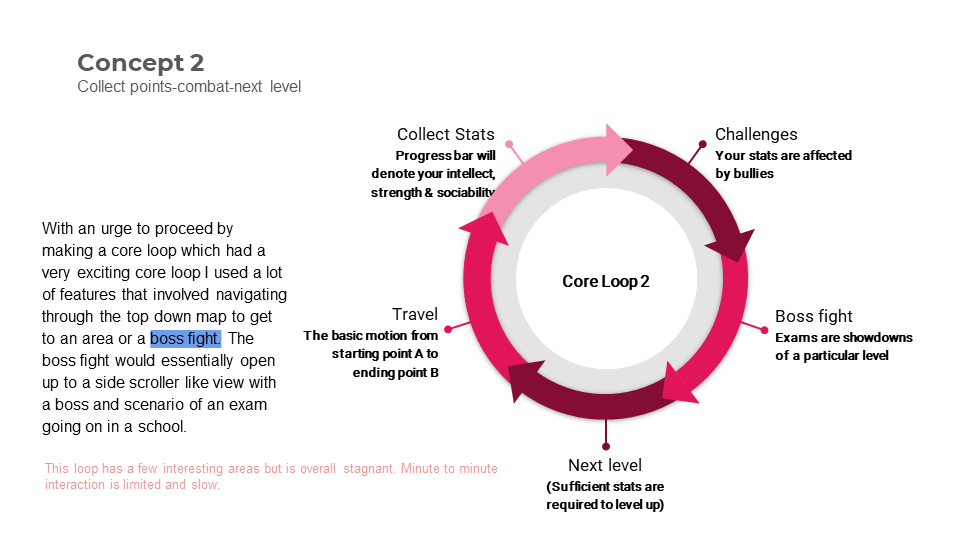 Concept 2
Collect points-combat-next level
With an urge to proceed by
making a core loop which had a
very exciting core loop I used a lot
of features that involved navigating
through the top down map to get
to an area or a boss fight. The
boss fight would essentially open
up to a side scroller like view with
a boss and scenario of an exam
going on in a school.
This loop has a few interesting areas but is overall stagnant. Minute to minute
interaction is limited and slow.
Collect Stats
Progress bar will
denote your intellect,
strength & sociability
Challenges
Your stats are affected
by bullies
Core Loop 2
Travel
The basic motion from
starting point A to
ending point B
Boss fight
Exams are showdowns
of a particular level
Next level
(Sufficient stats are
required to level up)